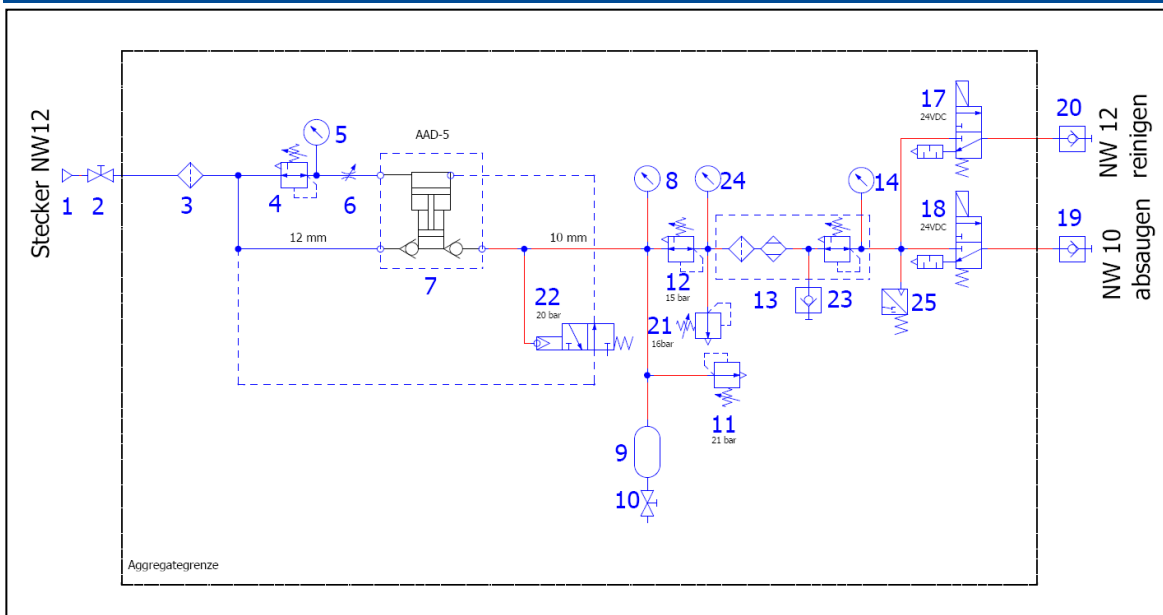 Stecker NW12
1
2
3
4
5
6
AAD-5
12 mm
7
10 mm
22
20 bar
8
24
12
15 bar
21
16bar
11
21 bar
9
10
13
23
14
25
17
24VDC
18
24VDC
20
19
NW 12
reinigen
NW 10
absaugen
Aggregategrenze